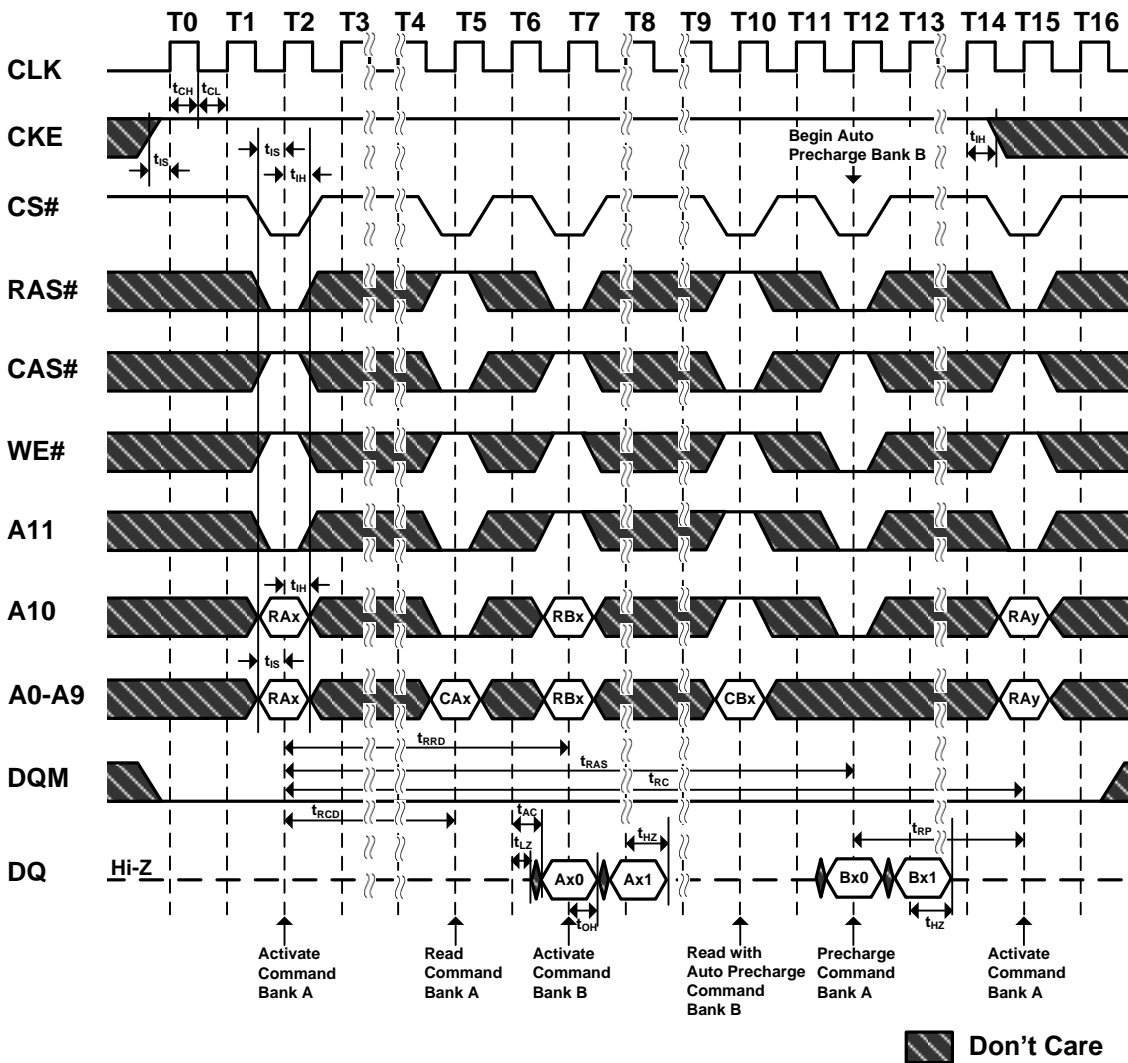 T0 T1 T2 T3 T4 T5 T6 T7 T8 T9 T10 T11 T12 T13 T14 T15 T16
CLK
tCH tCL
CKE
tIS
tIS
tIH
Begin Auto
Precharge Bank B
tIH
CS#
RAS#
CAS#
WE#
A11
tIH
A10
RAx
RBx
RAy
tIS
A0-A9
RAx
CAx
RBx
CBx
RAy
tRRD
tRAS
DQM
tRC
tRCD
tAC
tLZ
tHZ
tRP
DQ
Hi-Z
Ax0
Ax1
Bx0
Bx1
tOH
tHZ
Activate
Command
Bank A
Read
Command
Bank A
Activate
Command
Bank B
Read with
Auto Precharge
Command
Bank B
Precharge
Command
Bank A
Activate
Command
Bank A
Don't Care